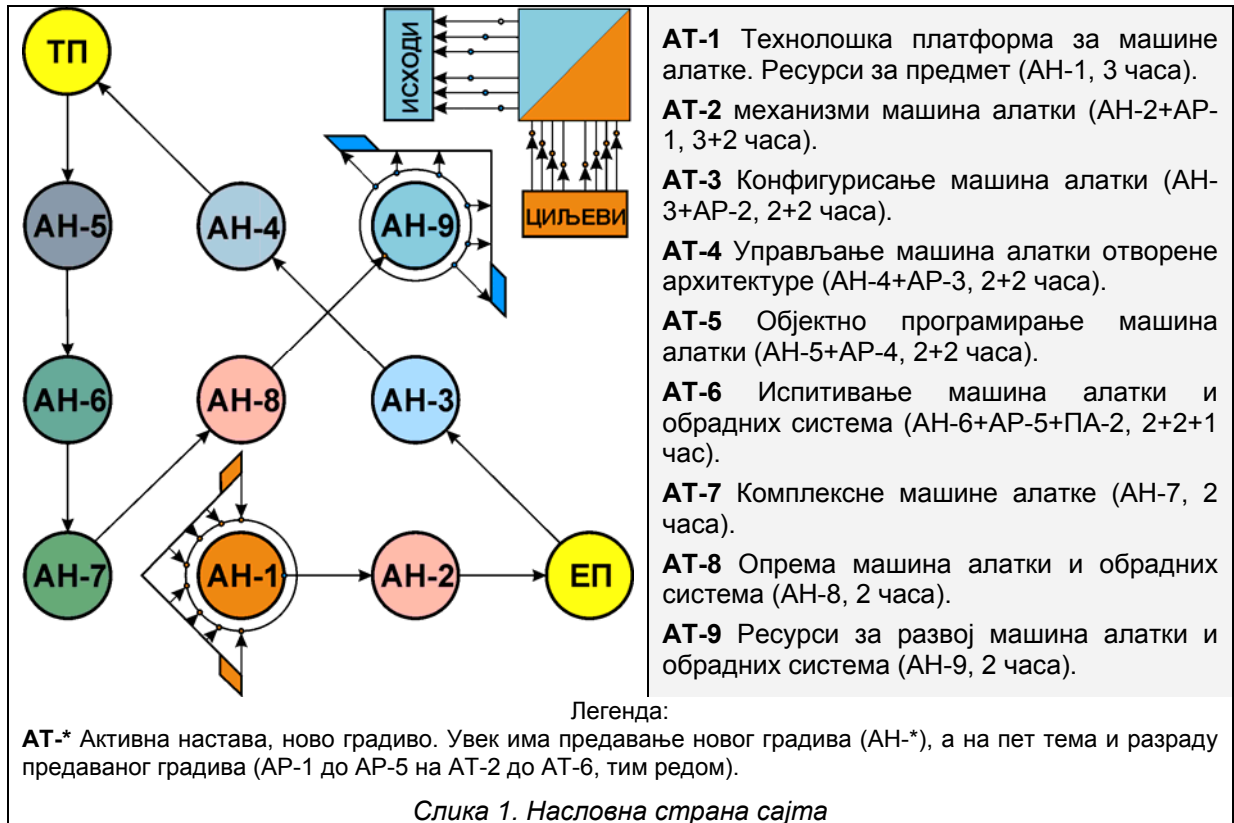 ТП
ИСХОДИ
ЦИЉЕВИ
АН-5
АН-4
АН-9
АН-6
АН-8
АН-3
АН-7
АН-1
АН-2
ЕП
АТ-1 Технолошка платформа за машине
алатке. Ресурси за предмет (АН-1, 3 часа).
АТ-2 механизми машина алатки (АН-2+АР-
1, 3+2 часа).
АТ-3 Конфигурисање машина алатки (АН-
3+АР-2, 2+2 часа).
АТ-4 Управљање машина алатки отворене
архитектуре (АН-4+АР-3, 2+2 часа).
АТ-5 Објектно програмирање машина
алатки (АН-5+АР-4, 2+2 часа).
АТ-6 Испитивање машина алатки и
обрадних система (АН-6+АР-5+ПА-2, 2+2+1
час).
АТ-7 Комплексне машине алатке (АН-7, 2
часа).
АТ-8 Опрема машина алатки и обрадних
система (АН-8, 2 часа).
АТ-9 Ресурси за развој машина алатки и
обрадних система (АН-9, 2 часа).
Легенда:
АТ-* Активна настава, ново градиво. Увек има предавање новог градива (АН-*), а на пет тема и разраду
предаваног градива (АР-1 до АР-5 на АТ-2 до АТ-6, тим редом).
Слика 1. Насловна страна сајта